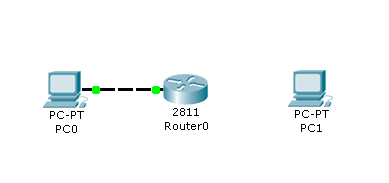 PC-PT
PC0
2811
Router0
PC-PT
PC1